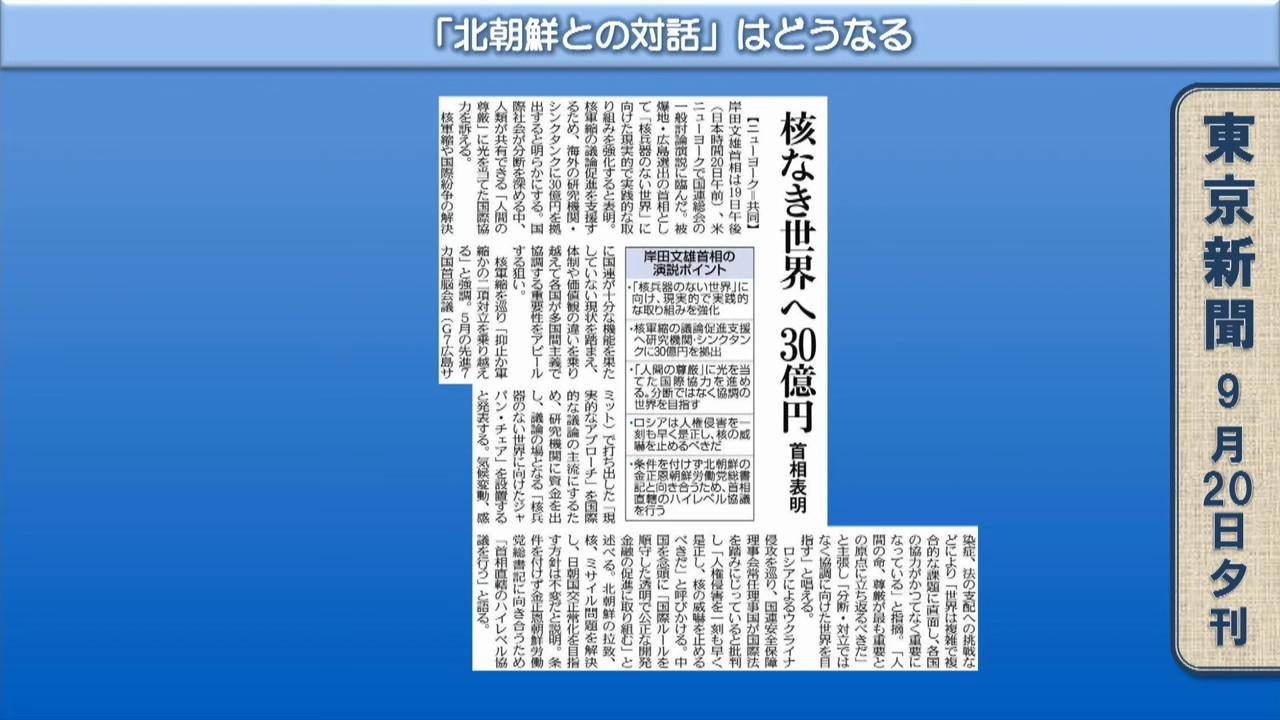 「北朝鮮との対話」はどうなる
東京新聞 9月20日夕刊
核なき世界へ30億円
首相表明
【ニューヨーク=共同】
岸田文雄首相は19日午後
(日本時間20日午前)、米
ニューヨークで国連総会の
一般討論演説に臨んだ。被
爆地・広島選出の首相とし
て「核兵器のない世界」に
向けた現実的で実践的な取
り組みを強化すると表明。
核軍縮の議論促進を支援す
るため、海外の研究機関・
シンクタンクに30億円を拠
出すると明らかにする。国
際社会が分断を深める中、
人類が共有できる「人間の
尊厳」に光を当てた国際協
力を訴える。
核軍縮や国際紛争の解決
に国連が十分な機能を果た
していない現状を踏まえ、
体制や価値観の違いを乗り
越えて各国が多国間主義で
協調する重要性をアピール
する狙い。
核軍縮を巡り「抑止か軍
縮かの二項対立を乗り越え
る」と強調。5月の先進7
カ国首脳会議(G7広島サ
ミット)で打ち出した「現
実的なアプローチ」を国際
的な議論の主流にするた
め、研究機関に資金を出
し、議論の場となる「核兵
器のない世界に向けたジャ
パン・チェア」を設置する
と発表する。気候変動、感
染症、法の支配への挑戦な
どにより「世界は複雑で複
合的な課題に直面し、各国
の協力がかつてなく重要に
なっている」と指摘。「人
間の命、尊厳が最も重要と
の原点に立ち返るべきだ」
と主張し「分断・対立では
なく協調に向けた世界を目
指す」と唱える。
ロシアによるウクライナ
侵攻を巡り、国連安全保障
理事会常任理事国が国際法
を踏みにじっていると批判
し「人権侵害を一刻も早く
是正し、核の威嚇を止める
べきだ」と呼びかける。中
国を念頭に「国際ルールを
順守した透明で公正な開発
金融の促進に取り組む」と
述べる。北朝鮮の拉致、
核、ミサイル問題を解決
し、日朝国交正常化を目指
す方針は不変だと説明。条
件を付けず金正恩朝鮮労働
党総書記に向き合うため
「首相直轄のハイレベル協
議を行う」と語る。
岸田文雄首相の
演説ポイント
・「核兵器のない世界」に
向け、現実的で実践的
な取り組みを強化
・核軍縮の議論促進支援
へ研究機関・シンクタン
クに30億円を拠出
・「人間の尊厳」に光を当
てた国際協力を進め
る。分断ではなく協調の
世界を目指す
・ロシアは人権侵害を一
刻も早く是正し、核の威
嚇を止めるべきだ
・条件を付けず北朝鮮の
金正恩朝鮮労働党総書
記と向き合うため、首相
直轄のハイレベル協議
を行う